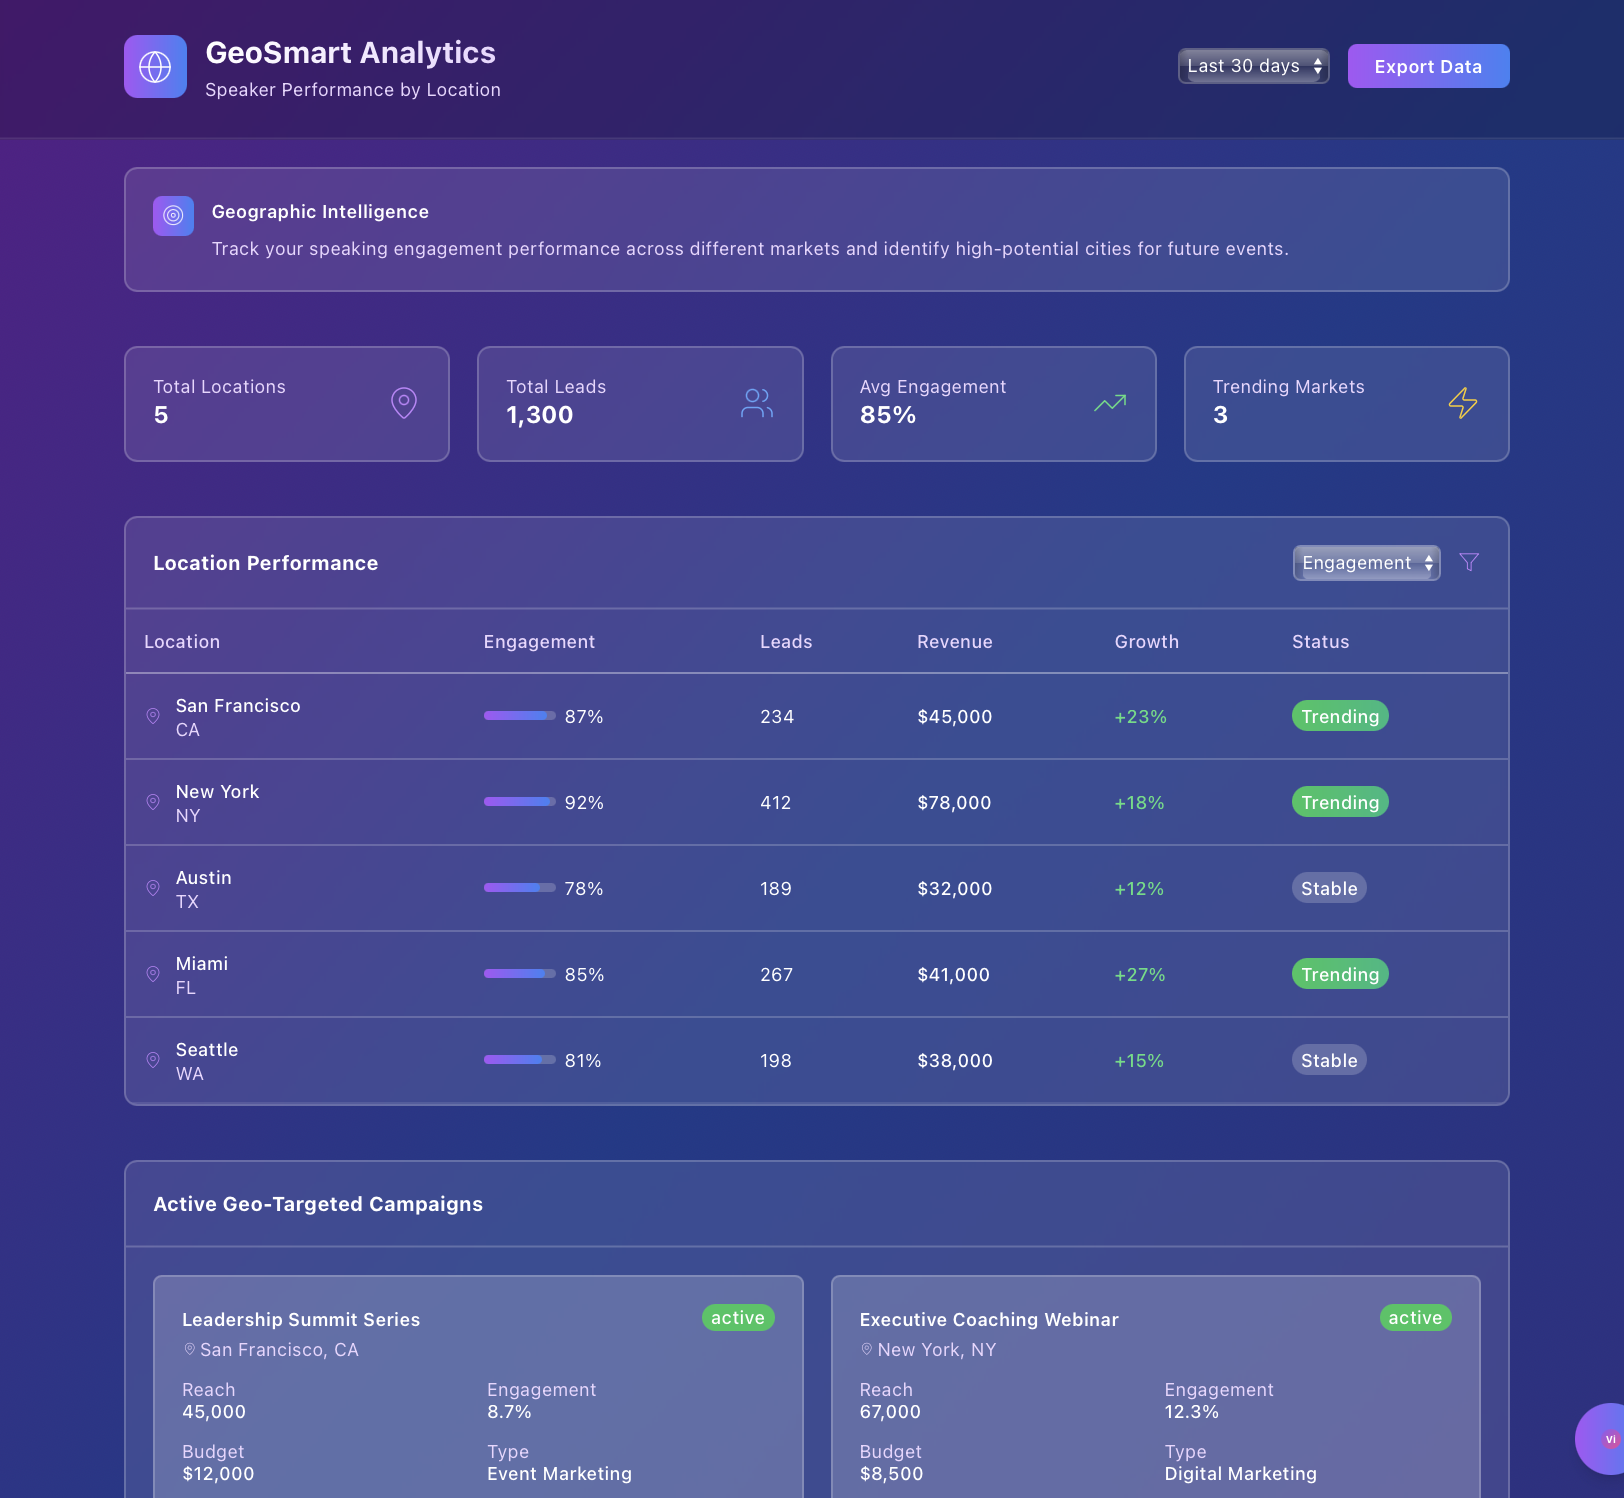 GeoSmart Analytics
Speaker Performance by Location
Last 30 days
Export Data
Geographic Intelligence
Track your speaking engagement performance across different markets and identify high-potential cities for future events.
Total Locations
5
Total Leads
1,300
Avg Engagement
85%
Trending Markets
3
Location Performance
Engagement
Location Engagement Leads Revenue Growth Status
San Francisco
CA
87% 234 $45,000 +23% Trending
New York
NY
92% 412 $78,000 +18% Trending
Austin
TX
78% 189 $32,000 +12% Stable
Miami
FL
85% 267 $41,000 +27% Trending
Seattle
WA
81% 198 $38,000 +15% Stable
Active Geo-Targeted Campaigns
Leadership Summit Series
active
San Francisco, CA
Reach
45,000
Engagement
8.7%
Budget
$12,000
Type
Event Marketing
Executive Coaching Webinar
active
New York, NY
Reach
67,000
Engagement
12.3%
Budget
$8,500
Type
Digital Marketing
Vi